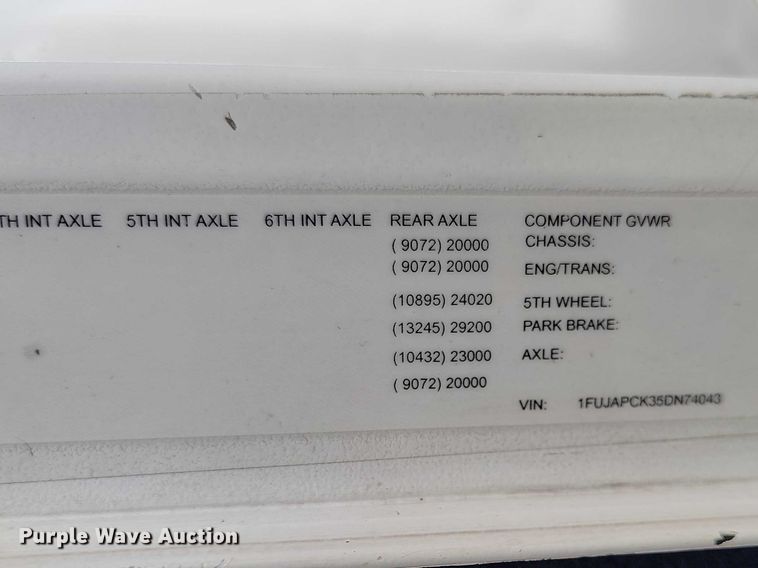 TH INT AXLE 5TH INT AXLE 6TH INT AXLE REAR AXLE COMPONENT GVWR
( 9072) 20000 CHASSIS:
( 9072) 20000 ENG/TRANS:
(10895) 24020 5TH WHEEL:
(13245) 29200 PARK BRAKE:
(10432) 23000 AXLE:
( 9072) 20000
VIN: 1FUJAPCK35DN74043
Purple Wave Auction